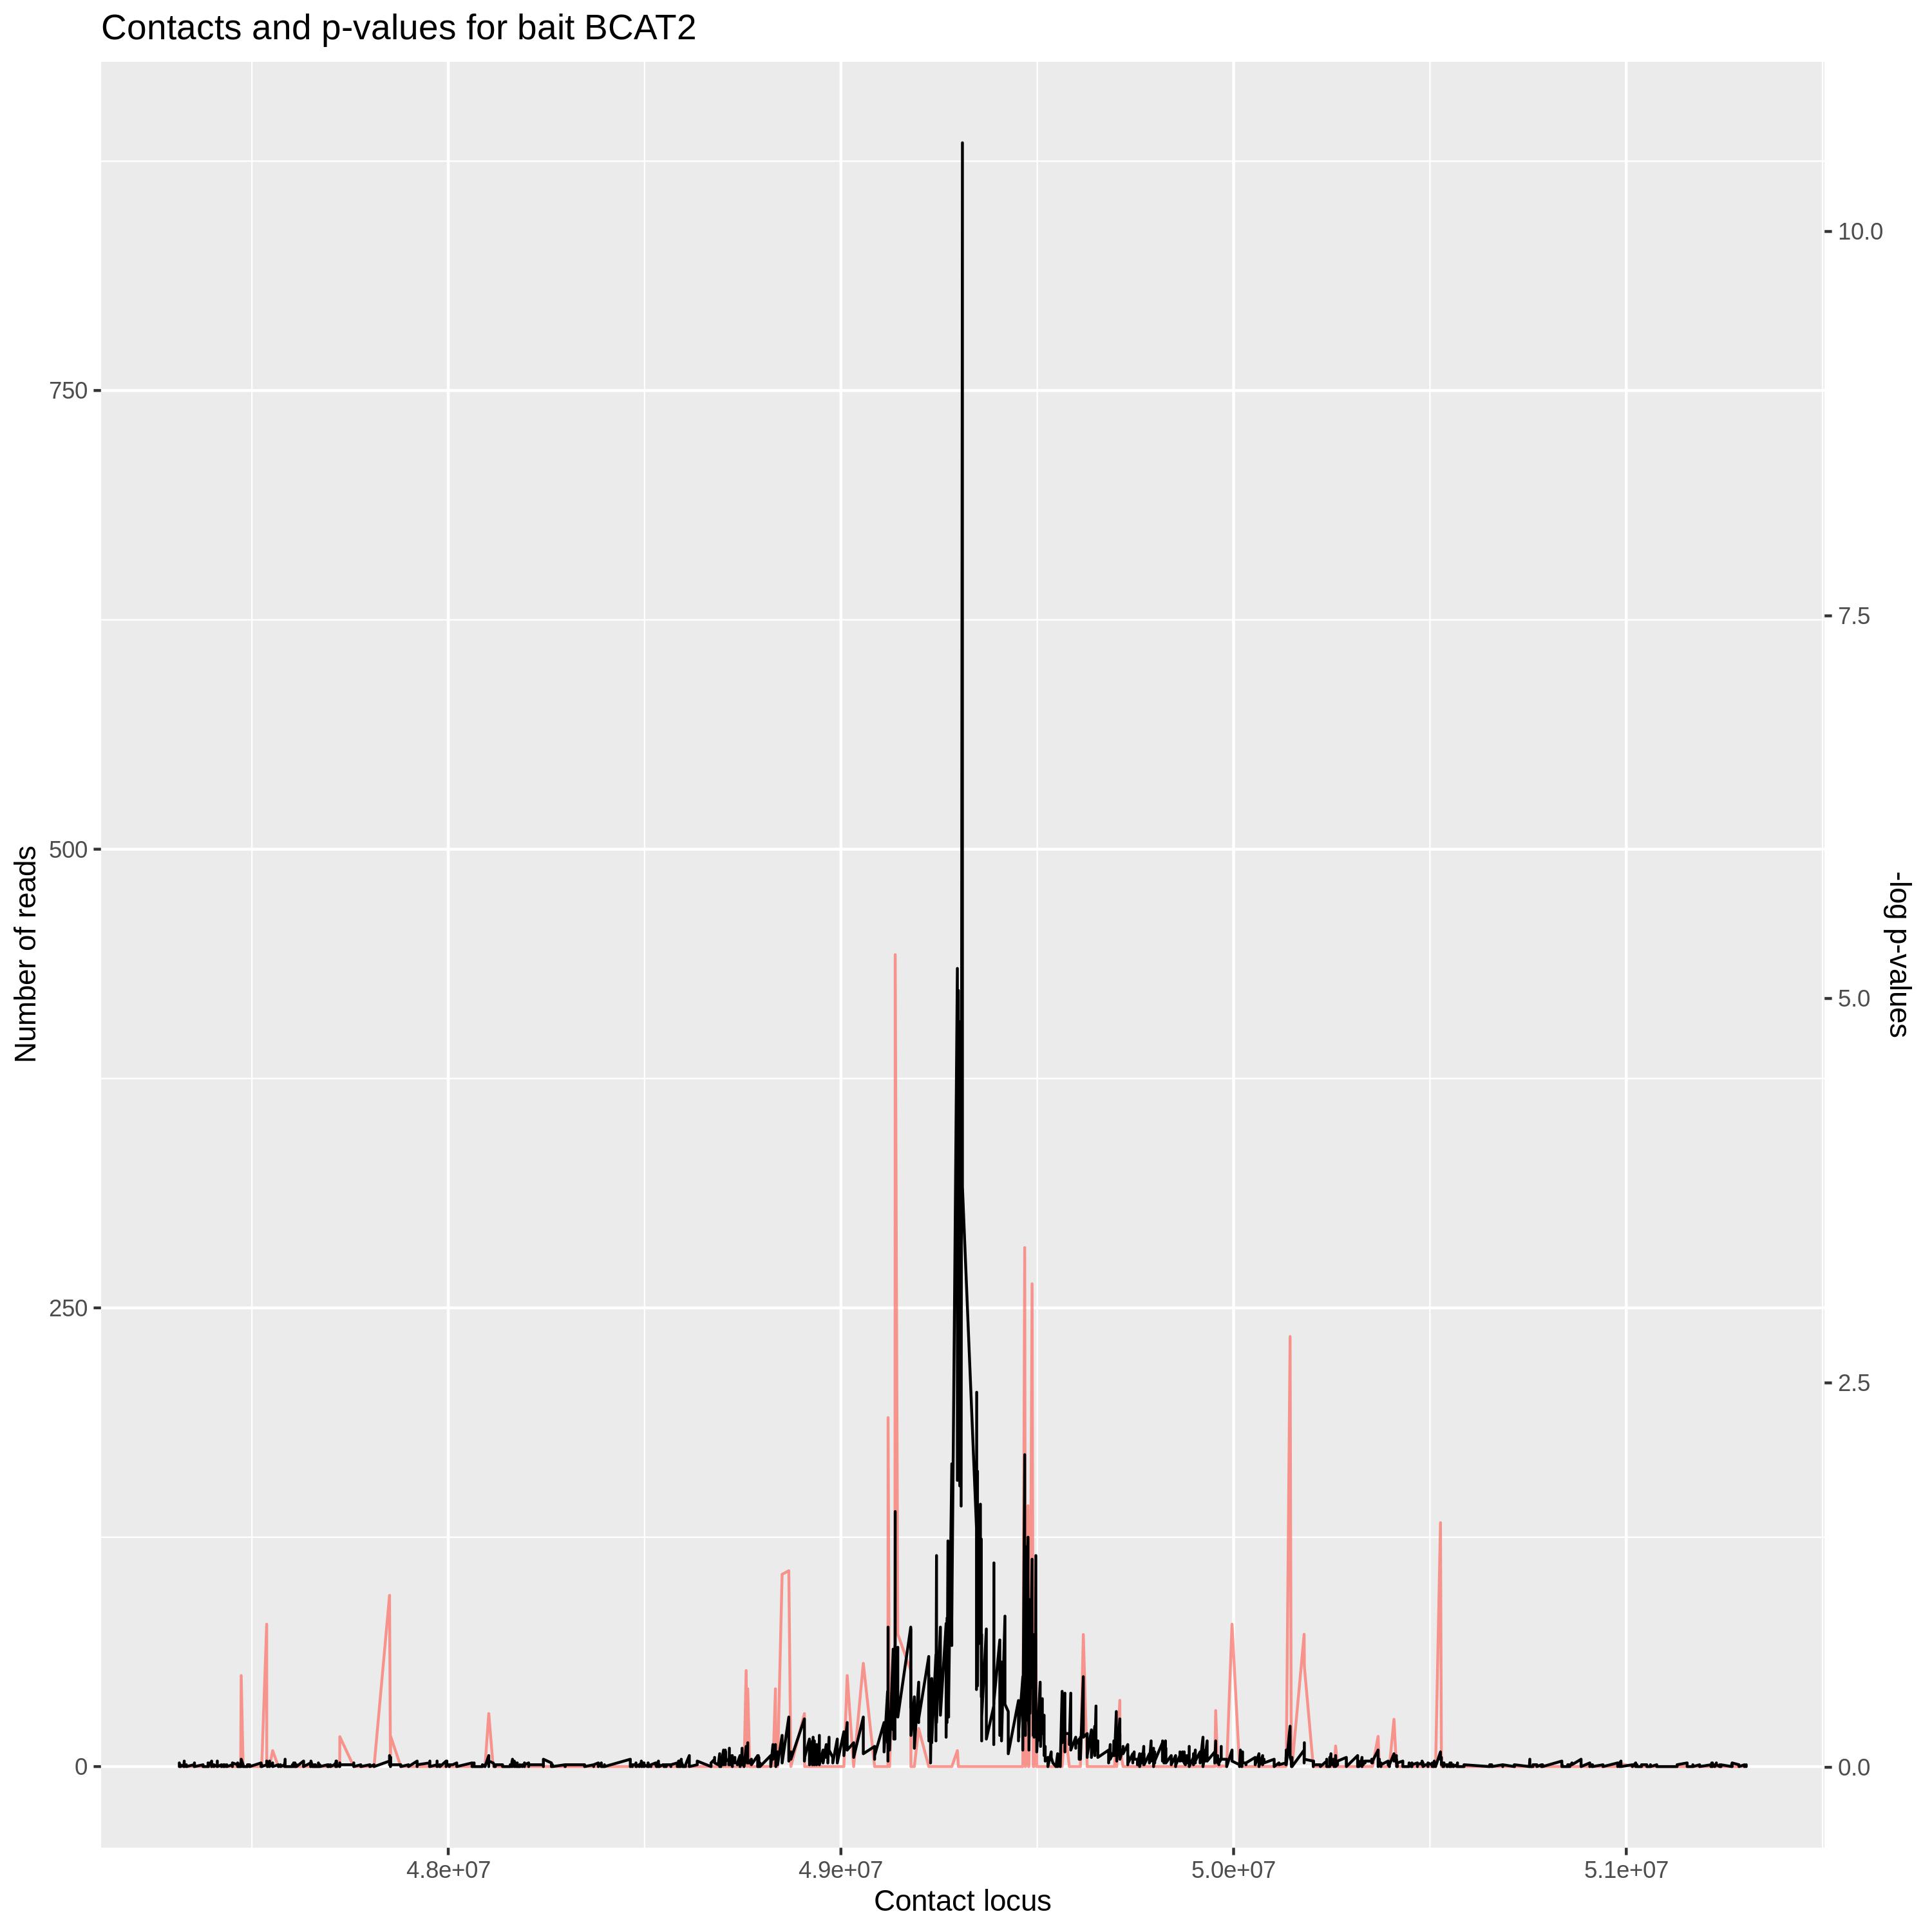 Contacts and p-values for bait BCAT2
Number of reads
750
500
250
0
10.0
7.5
5.0
2.5
0.0
-log p-values
4.8e+07
4.9e+07
5.0e+07
5.1e+07
Contact locus